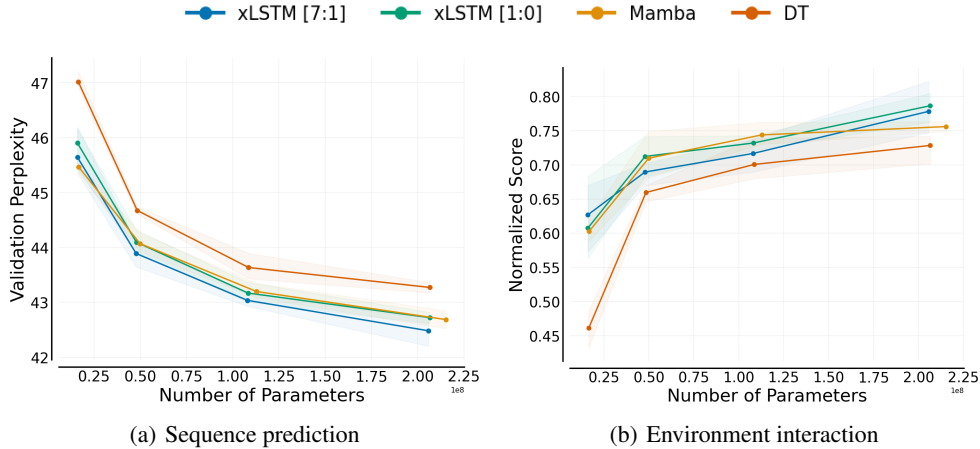 xLSTM [7:1] xLSTM [1:0] Mamba DT
Validation Perplexity
47
46
45
44
43
42
0.25 0.50 0.75 1.00 1.25 1.50 1.75 2.00 2.25
1e8
Number of Parameters
(a) Sequence prediction
Normalized Score
0.80
0.75
0.70
0.65
0.60
0.55
0.50
0.45
0.25 0.50 0.75 1.00 1.25 1.50 1.75 2.00 2.25
1e8
Number of Parameters
(b) Environment interaction